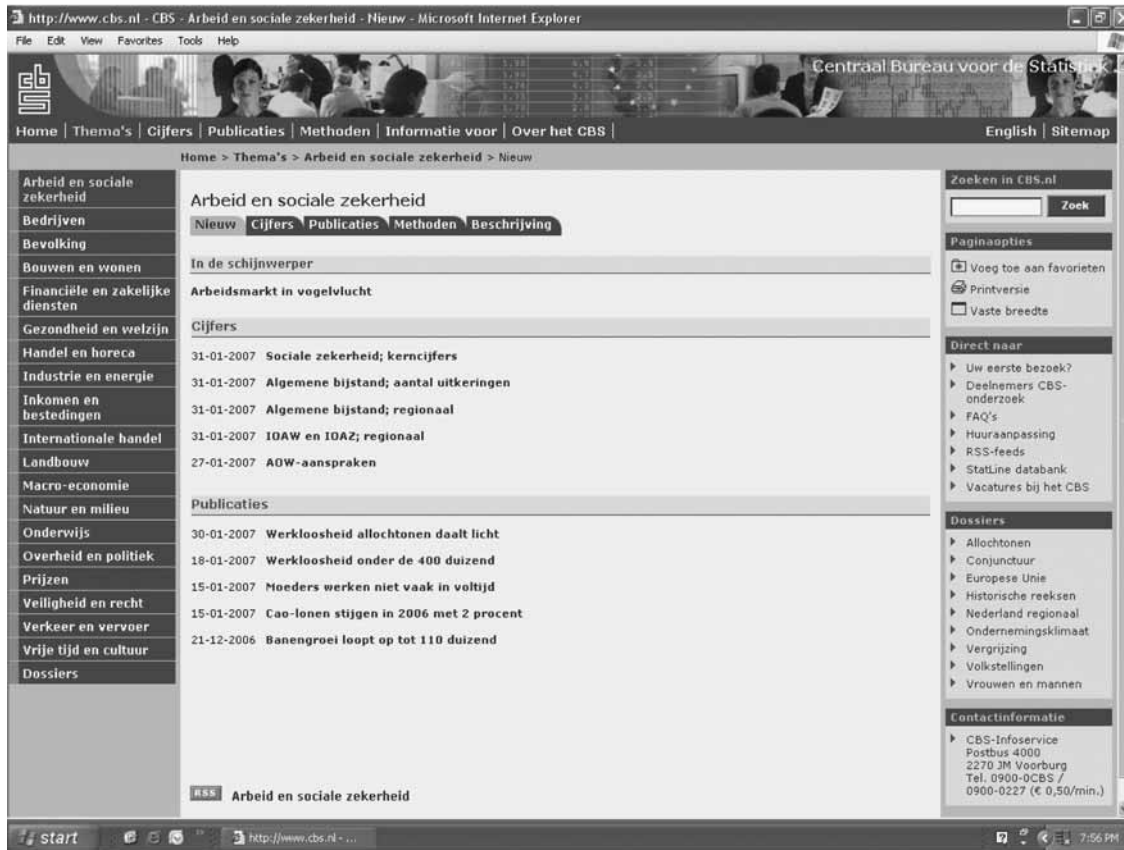 http://www.cbs.nl - CBS - Arbeid en sociale zekerheid - Nieuw - Microsoft Internet Explorer
File Edit View Favorites Tools Help
cbs
Centraal Bureau voor de Statistiek
Home | Thema's | Cijfers | Publicaties | Methoden | Informatie voor | Over het CBS |
English | Sitemap
Home > Thema's > Arbeid en sociale zekerheid > Nieuw
Arbeid en sociale
zekerheid
Bedrijven
Bevolking
Bouwen en wonen
Financiële en zakelijke
diensten
Gezondheid en welzijn
Handel en horeca
Industrie en energie
Inkomen en
bestedingen
Internationale handel
Landbouw
Macro-economie
Natuur en milieu
Onderwijs
Overheid en politiek
Prijzen
Veiligheid en recht
Verkeer en vervoer
Vrije tijd en cultuur
Dossiers
Arbeid en sociale zekerheid
Nieuw Cijfers Publicaties Methoden Beschrijving
In de schijnwerper
Arbeidsmarkt in vogelvlucht
Cijfers
31-01-2007 Sociale zekerheid; kerncijfers
31-01-2007 Algemene bijstand; aantal uitkeringen
31-01-2007 Algemene bijstand; regionaal
31-01-2007 IOAW en IOAZ; regionaal
27-01-2007 AOW-aanspraken
Publicaties
30-01-2007 Werkloosheid allochtonen daalt licht
18-01-2007 Werkloosheid onder de 400 duizend
15-01-2007 Moeders werken niet vaak in voltijd
15-01-2007 Cao-lonen stijgen in 2006 met 2 procent
21-12-2006 Banengroei loopt op tot 110 duizend
RSS Arbeid en sociale zekerheid
Zoeken in CBS.nl
Zoek
Paginaopties
Voeg toe aan favorieten
Printversie
Vaste breedte
Direct naar
Uw eerste bezoek?
Deelnemers CBS-
onderzoek
FAQ's
Huuraanpassing
RSS-feeds
StatLine databank
Vacatures bij het CBS
Dossiers
Allochtonen
Conjunctuur
Europese Unie
Historische reeksen
Nederland regionaal
Ondernemingsklimaat
Vergrijzing
Volkstellingen
Vrouwen en mannen
Contactinformatie
CBS-Infoservice
Postbus 4000
2270 JM Voorburg
Tel. 0900-0CBS /
0900-0227 (€ 0,50/min.)
start
http://www.cbs.nl - ...
7:56 PM